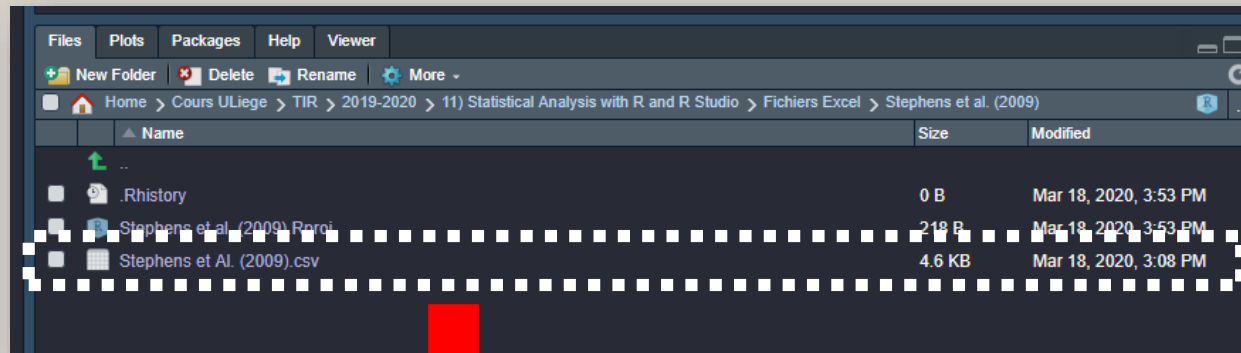 Files Plots Packages Help Viewer
New Folder Delete Rename More
Home > Cours ULiege > TIR > 2019-2020 > 11) Statistical Analysis with R and R Studio > Fichiers Excel > Stephens et al. (2009) R ..
Name Size Modified
..
.Rhistory 0 B Mar 18, 2020, 3:53 PM
Stephens et al. (2009).Rproj 218 B Mar 18, 2020, 3:53 PM
Stephens et Al. (2009).csv 4.6 KB Mar 18, 2020, 3:08 PM